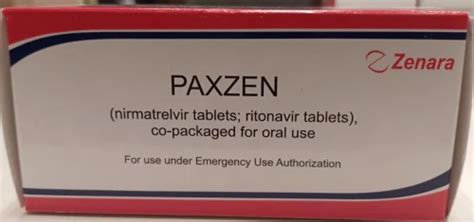 Zenara
PAXZEN
(nirmatrelvir tablets; ritonavir tablets),
co-packaged for oral use
For use under Emergency Use Authorization